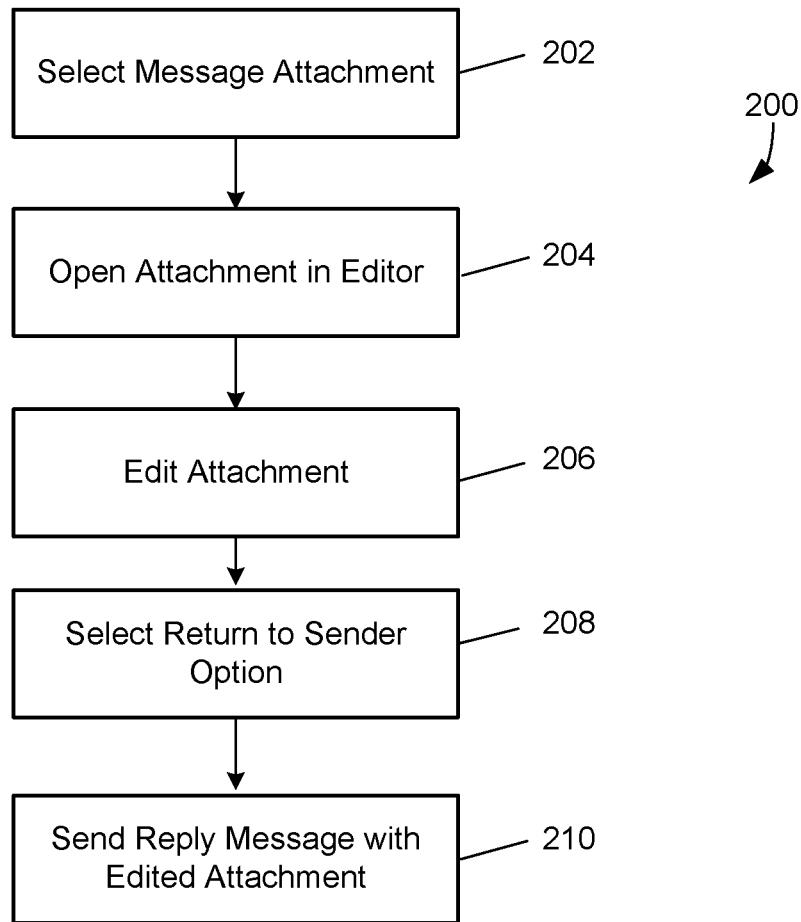 Select Message Attachment
202
200
Open Attachment in Editor
204
Edit Attachment
206
Select Return to Sender
Option
208
Send Reply Message with
Edited Attachment
210